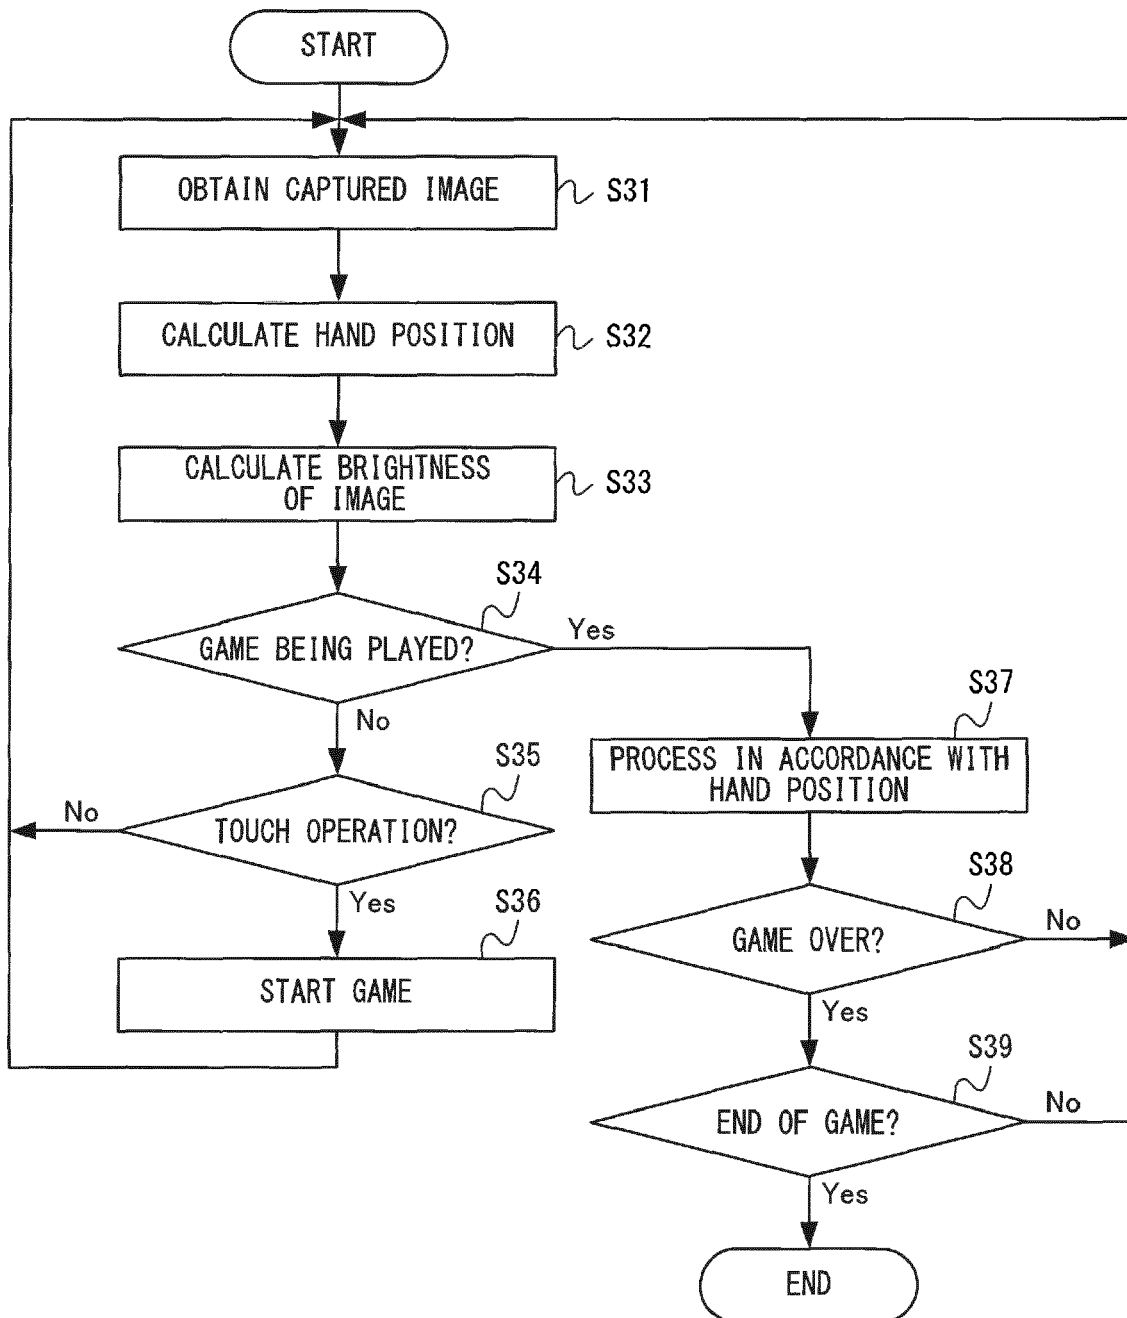 START
OBTAIN CAPTURED IMAGE
S31
CALCULATE HAND POSITION
S32
CALCULATE BRIGHTNESS
OF IMAGE
S33
S34
GAME BEING PLAYED?
Yes
No
S35
TOUCH OPERATION?
No
Yes
S36
START GAME
S37
PROCESS IN ACCORDANCE WITH
HAND POSITION
S38
GAME OVER?
No
Yes
S39
END OF GAME?
No
Yes
END